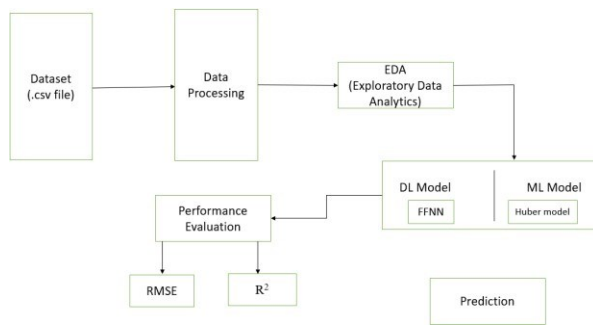 Dataset
(.csv file)
Data
Processing
EDA
(Exploratory Data
Analytics)
DL Model
FFNN
ML Model
Huber model
Performance
Evaluation
RMSE
R²
Prediction